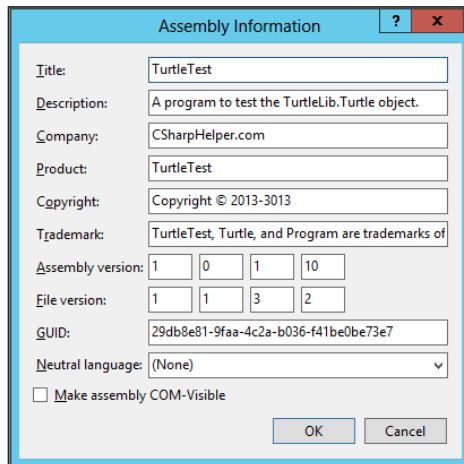 Assembly Information
? x
Title: TurtleTest
Description: A program to test the TurtleLib.Turtle object.
Company: CSharpHelper.com
Product: TurtleTest
Copyright: Copyright © 2013-3013
Trademark: TurtleTest, Turtle, and Program are trademarks of
Assembly version: 1 0 1 10
File version: 1 1 3 2
GUID: 29db8e81-9faa-4c2a-b036-f41be0be73e7
Neutral language: (None)
Make assembly COM-Visible
OK Cancel